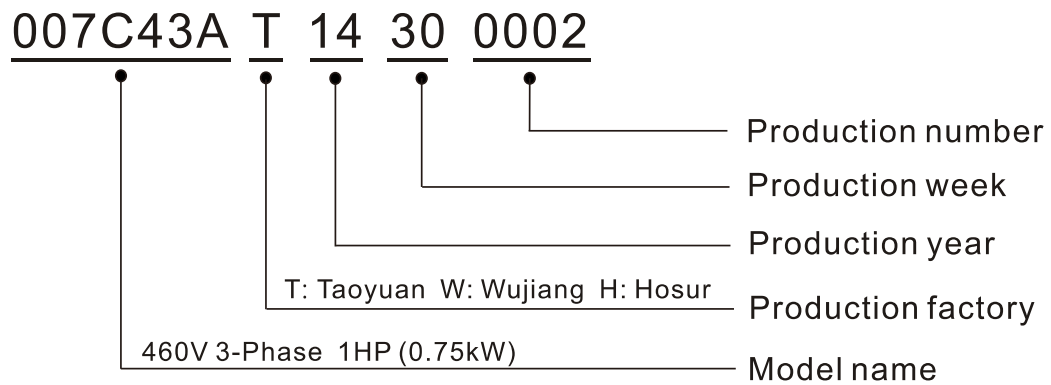 007C43A T 14 30 0002
Production number
Production week
Production year
T: Taoyuan W: Wujiang H: Hosur
Production factory
460V 3-Phase 1HP (0.75kW)
Model name